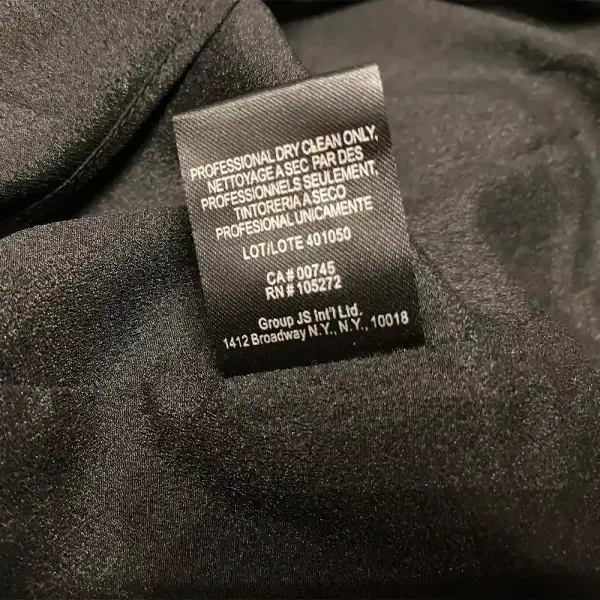 PROFESSIONAL DRY CLEAN ONLY,
NETTOYAGE A SEC PAR DES
PROFESSIONNELS SEULEMENT,
TINTORERIA A SECO
PROFESIONAL UNICAMENTE
LOT/LOTE 401050
CA # 00745
RN # 105272
Group JS Int'l Ltd.
1412 Broadway N.Y., N.Y., 10018